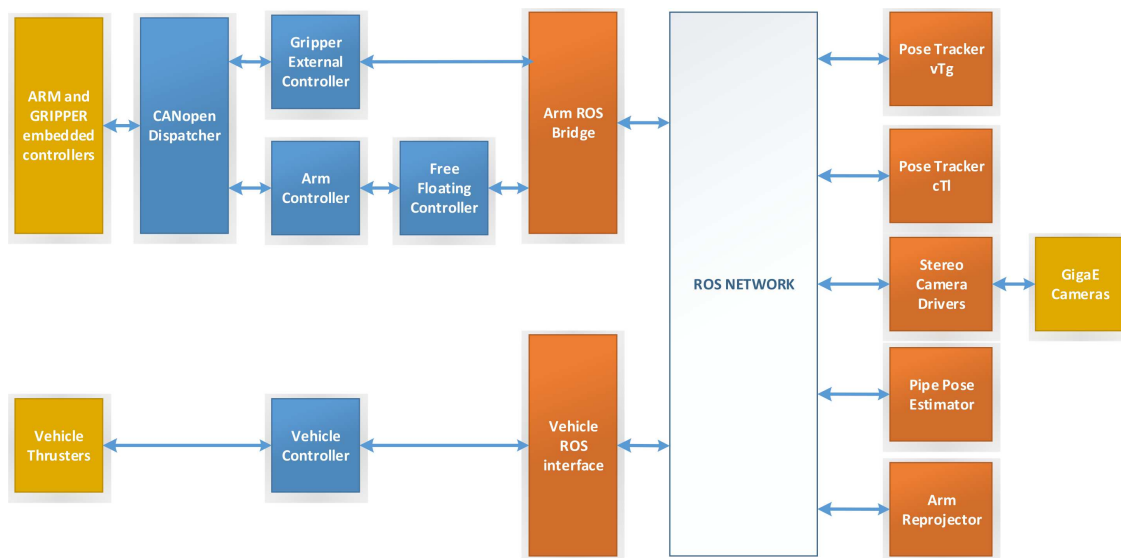 ARM and
GRIPPER
embedded
controllers
CANopen
Dispatcher
Gripper
External
Controller
Arm
Controller
Free
Floating
Controller
Arm ROS
Bridge
ROS NETWORK
Pose Tracker
vTg
Pose Tracker
cTl
Stereo
Camera
Drivers
GigaE
Cameras
Pipe Pose
Estimator
Arm
Reprojector
Vehicle
Thrusters
Vehicle
Controller
Vehicle
ROS
interface